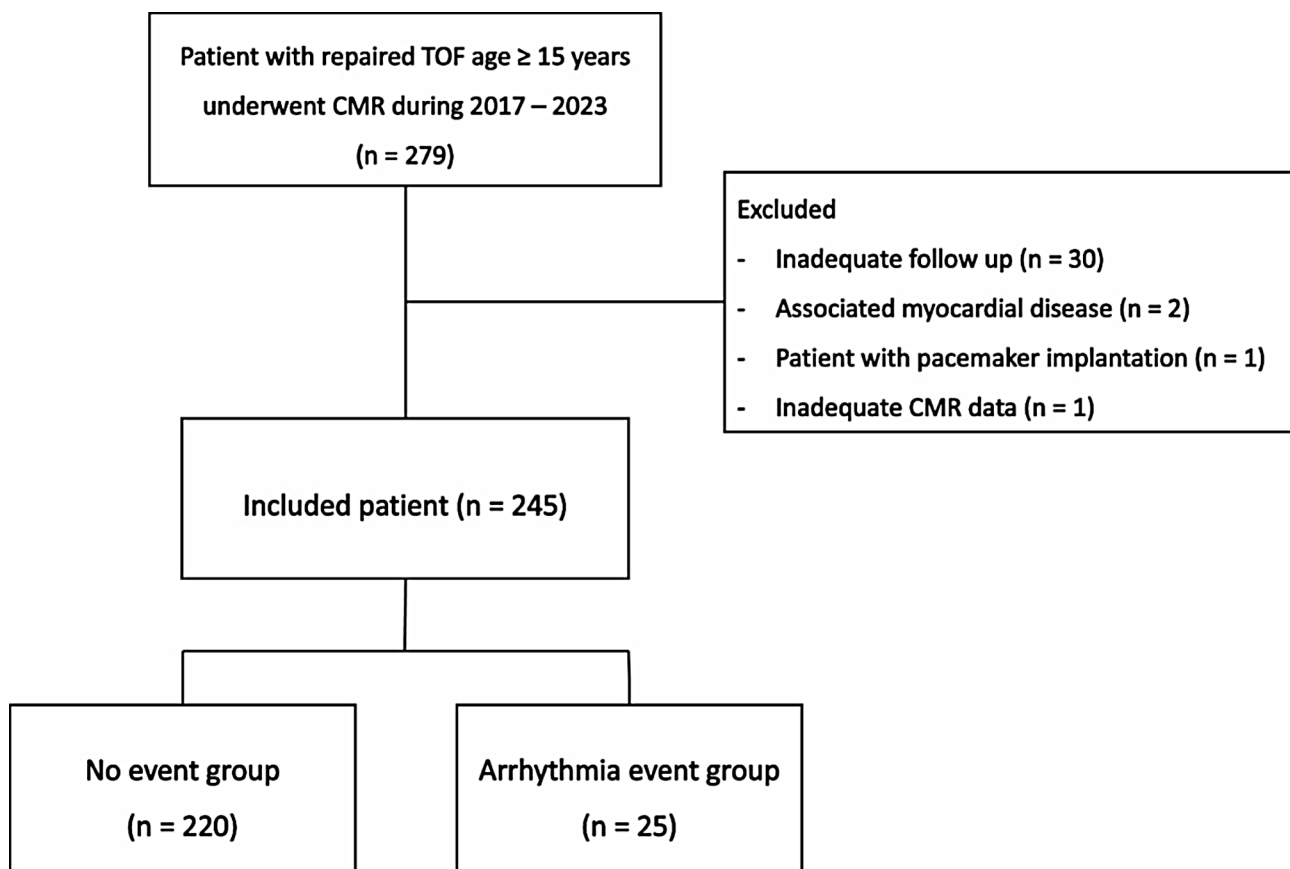 Patient with repaired TOF age ≥ 15 years
underwent CMR during 2017 – 2023
(n = 279)
Excluded
- Inadequate follow up (n = 30)
- Associated myocardial disease (n = 2)
- Patient with pacemaker implantation (n = 1)
- Inadequate CMR data (n = 1)
Included patient (n = 245)
No event group
(n = 220)
Arrhythmia event group
(n = 25)